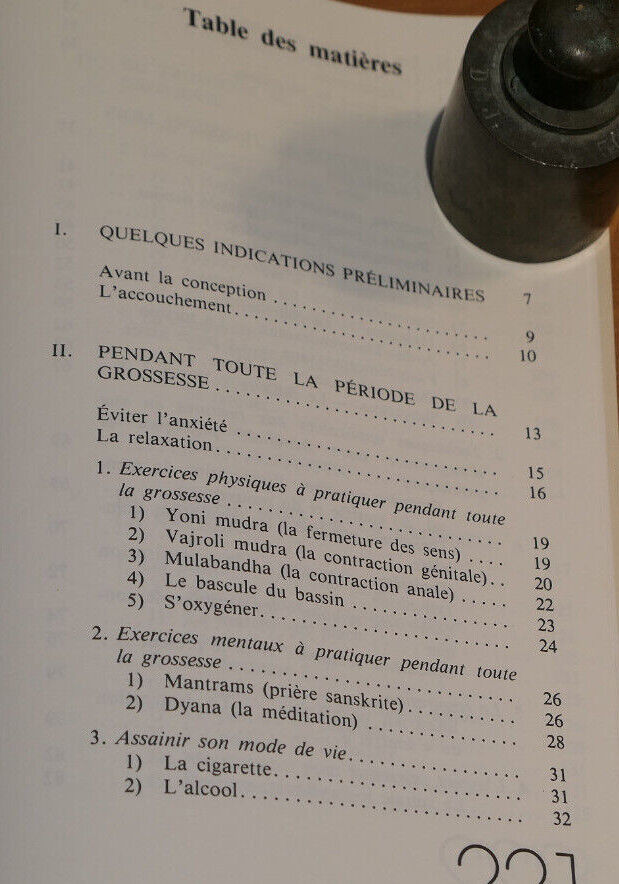 Table des matières
I. QUELQUES INDICATIONS PRÉLIMINAIRES 7
Avant la conception ........................ 9
L'accouchement............................ 10
II. PENDANT TOUTE LA PÉRIODE DE LA
GROSSESSE ............................ 13
Éviter l'anxiété ........................... 15
La relaxation.............................. 16
1. Exercices physiques à pratiquer pendant toute
la grossesse ............................ 19
1) Yoni mudra (la fermeture des sens) .... 19
2) Vajroli mudra (la contraction génitale).. 20
3) Mulabandha (la contraction anale) ..... 22
4) Le bascule du bassin ................ 23
5) S'oxygéner......................... 24
2. Exercices mentaux à pratiquer pendant toute
la grossesse ............................ 26
1) Mantrams (prière sanskrite).......... 26
2) Dyana (la méditation) .............. 28
3. Assainir son mode de vie................ 31
1) La cigarette....................... 31
2) L'alcool.......................... 32